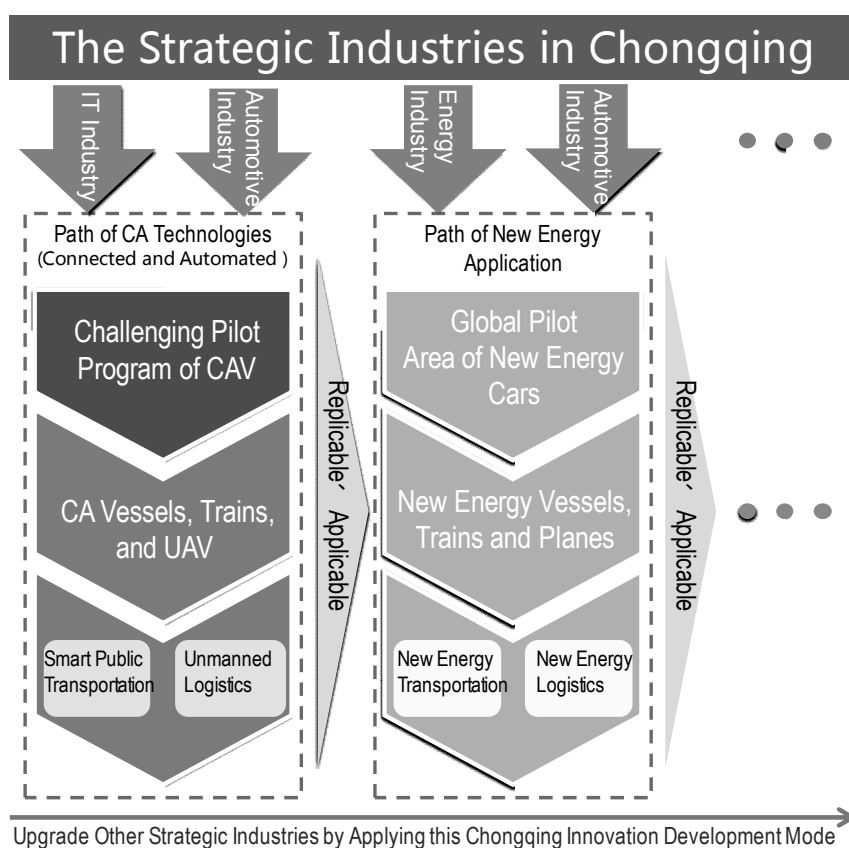 The Strategic Industries in Chongqing
IT Industry
Automotive
Industry
Energy
Industry
Automotive
Industry
Path of CA Technologies
(Connected and Automated )
Challenging Pilot
Program of CAV
CA Vessels, Trains,
and UAV
Smart Public
Transportation
Unmanned
Logistics
Replicable、Applicable
Path of New Energy
Application
Global Pilot
Area of New Energy
Cars
New Energy Vessels,
Trains and Planes
New Energy
Transportation
New Energy
Logistics
Replicable、Applicable
Upgrade Other Strategic Industries by Applying this Chongqing Innovation Development Mode